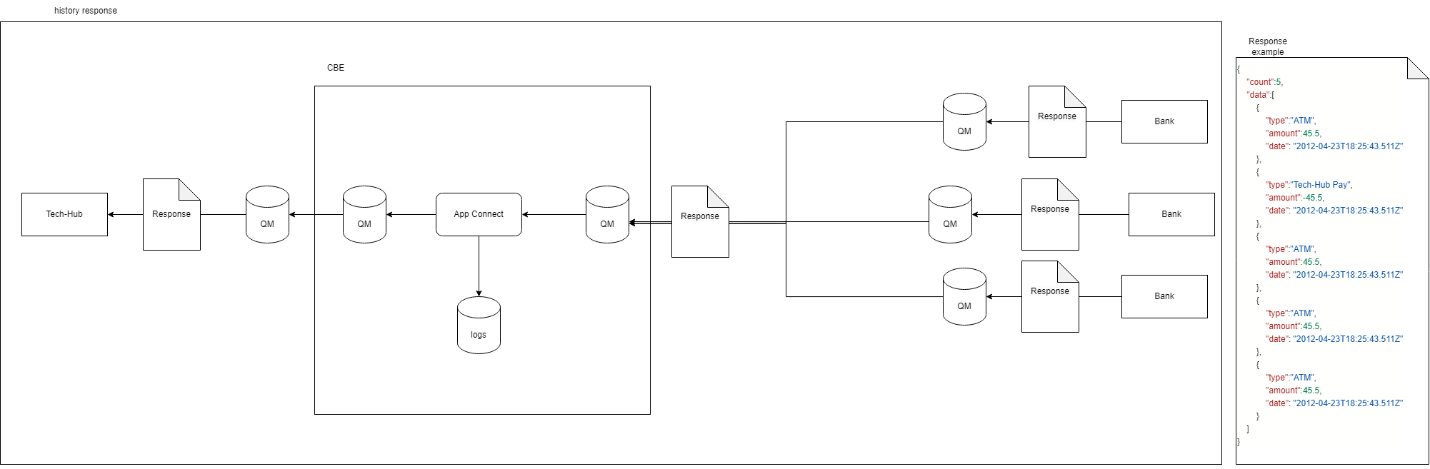 history response
CBE
Tech-Hub
Response
QM
QM
App Connect
logs
QM
Response
QM
Response
Bank
QM
Response
Bank
QM
Response
Bank
Response
example
{
"count":5,
"data":[
{
"type":"ATM",
"amount":45.5,
"date": "2012-04-23T18:25:43.511Z"
},
{
"type":"Tech-Hub Pay",
"amount":-45.5,
"date": "2012-04-23T18:25:43.511Z"
},
{
"type":"ATM",
"amount":45.5,
"date": "2012-04-23T18:25:43.511Z"
},
{
"type":"ATM",
"amount":45.5,
"date": "2012-04-23T18:25:43.511Z"
},
{
"type":"ATM",
"amount":45.5,
"date": "2012-04-23T18:25:43.511Z"
}
]
}